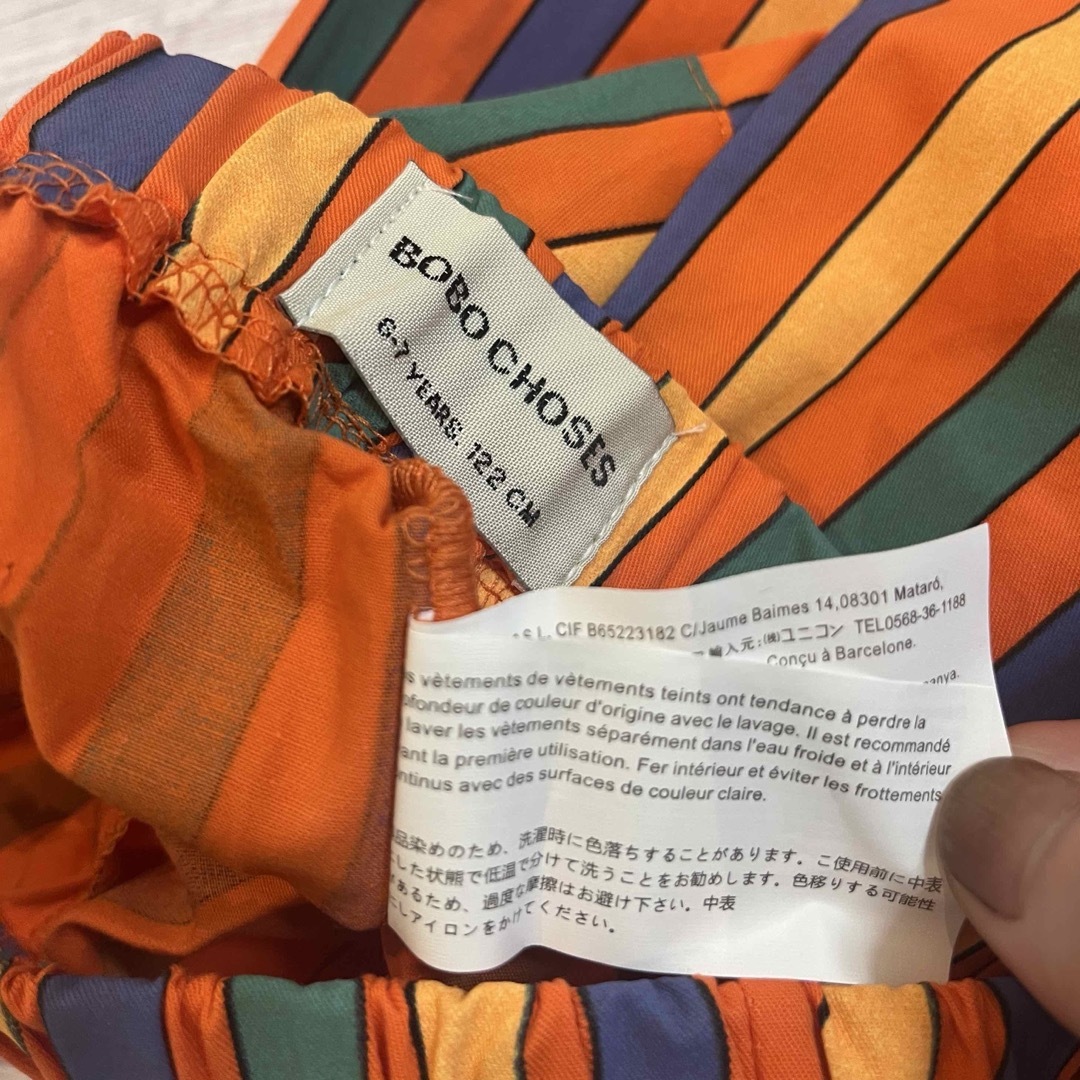 BOBO CHOSES
6-7 YEARS. 122 CM
S L. CIF B65223182 C/Jaume Baimes 14,08301 Mataró,
輸入元:㈱ユニコン TEL0568-36-1188
Conçu à Barcelone.
vètements de vètements teints ont tendance à perdre la
ofondeur de couleur d'origine avec le lavage. Il est recommandé
laver les vètements séparément dans l'eau froide et à l'intérieur
ant la première utilisation. Fer intérieur et éviter les frottements
ntinus avec des surfaces de couleur claire.
品染めのため、洗濯時に色落ちすることがあります。ご使用前に中表
した状態で低温で分けて洗うことをお勧めします。色移りする可能性
あるため、過度な摩擦はお避け下さい。中表
にしアイロンをかけてください。